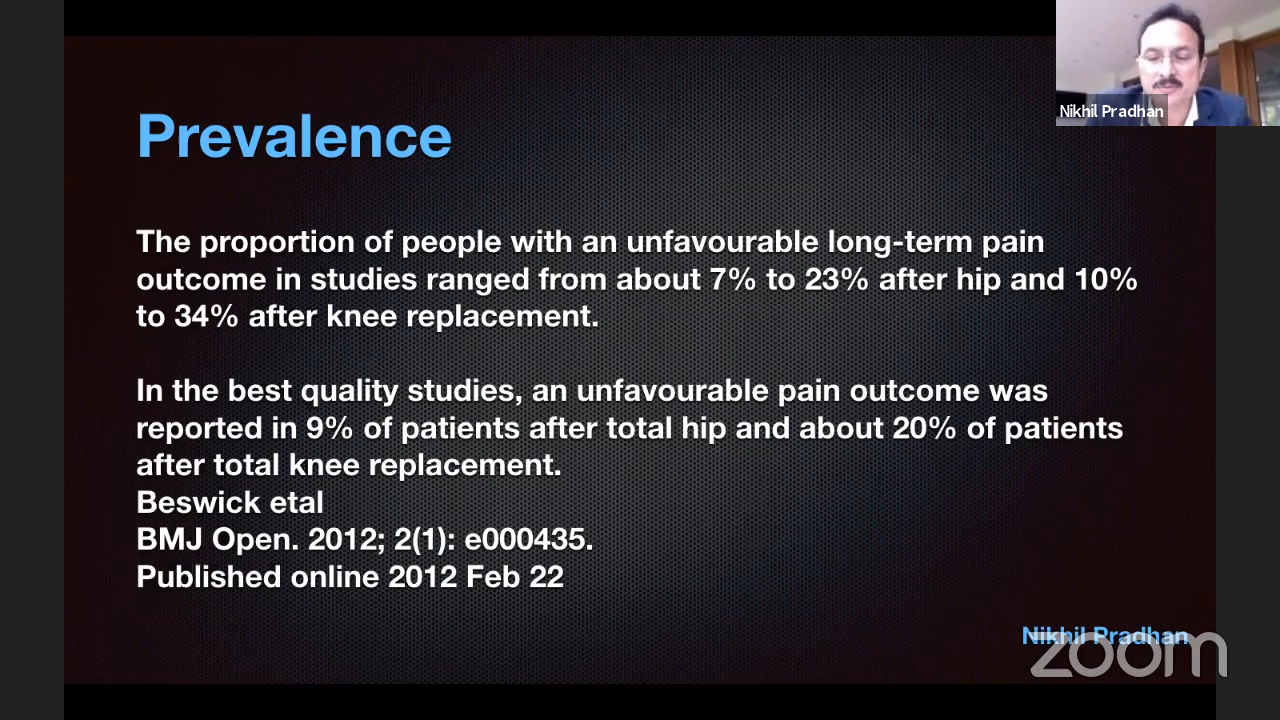 Nikhil Pradhan
Prevalence
The proportion of people with an unfavourable long-term pain
outcome in studies ranged from about 7% to 23% after hip and 10%
to 34% after knee replacement.
In the best quality studies, an unfavourable pain outcome was
reported in 9% of patients after total hip and about 20% of patients
after total knee replacement.
Beswick etal
BMJ Open. 2012; 2(1): e000435.
Published online 2012 Feb 22
Nikhil Pradhan
zoom